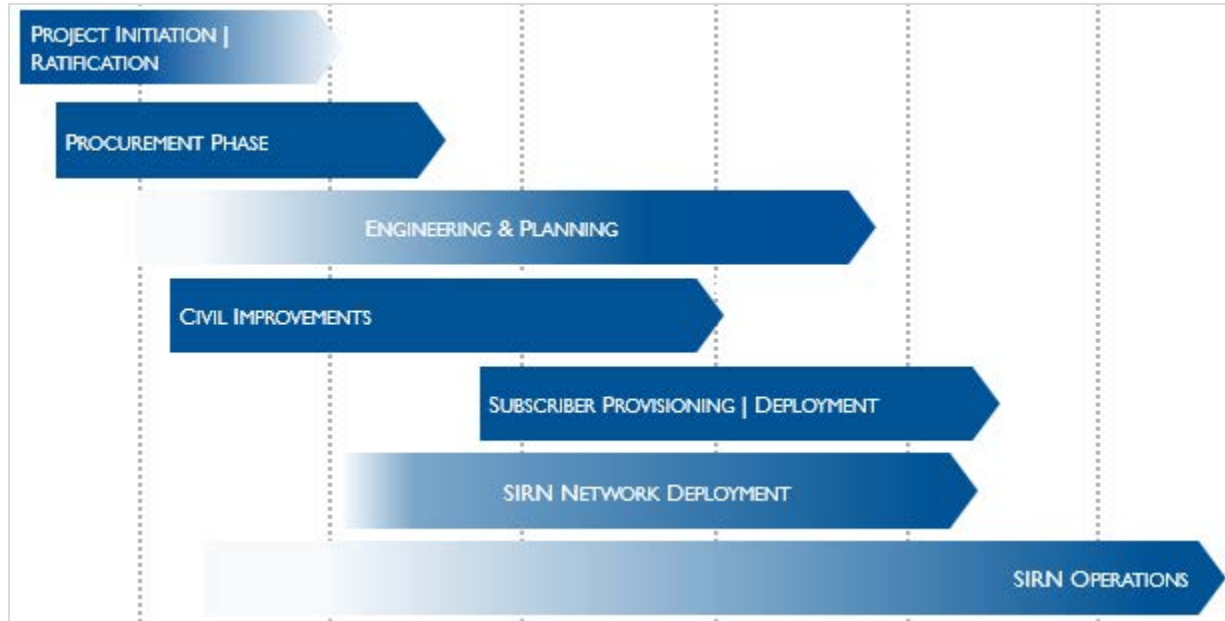 PROJECT INITIATION |
RATIFICATION
PROCUREMENT PHASE
ENGINEERING & PLANNING
CIVIL IMPROVEMENTS
SUBSCRIBER PROVISIONING | DEPLOYMENT
SIRN NETWORK DEPLOYMENT
SIRN OPERATIONS